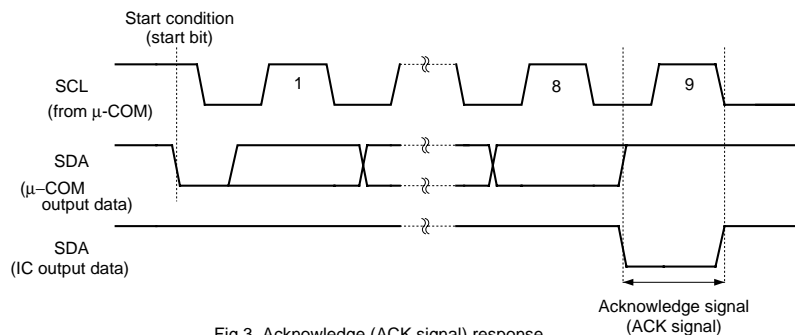 Start condition
(start bit)
SCL
(from μ-COM)
1
8
9
SDA
(μ–COM
output data)
SDA
(IC output data)
Acknowledge signal
(ACK signal)
Fig.3 Acknowledge (ACK signal) response